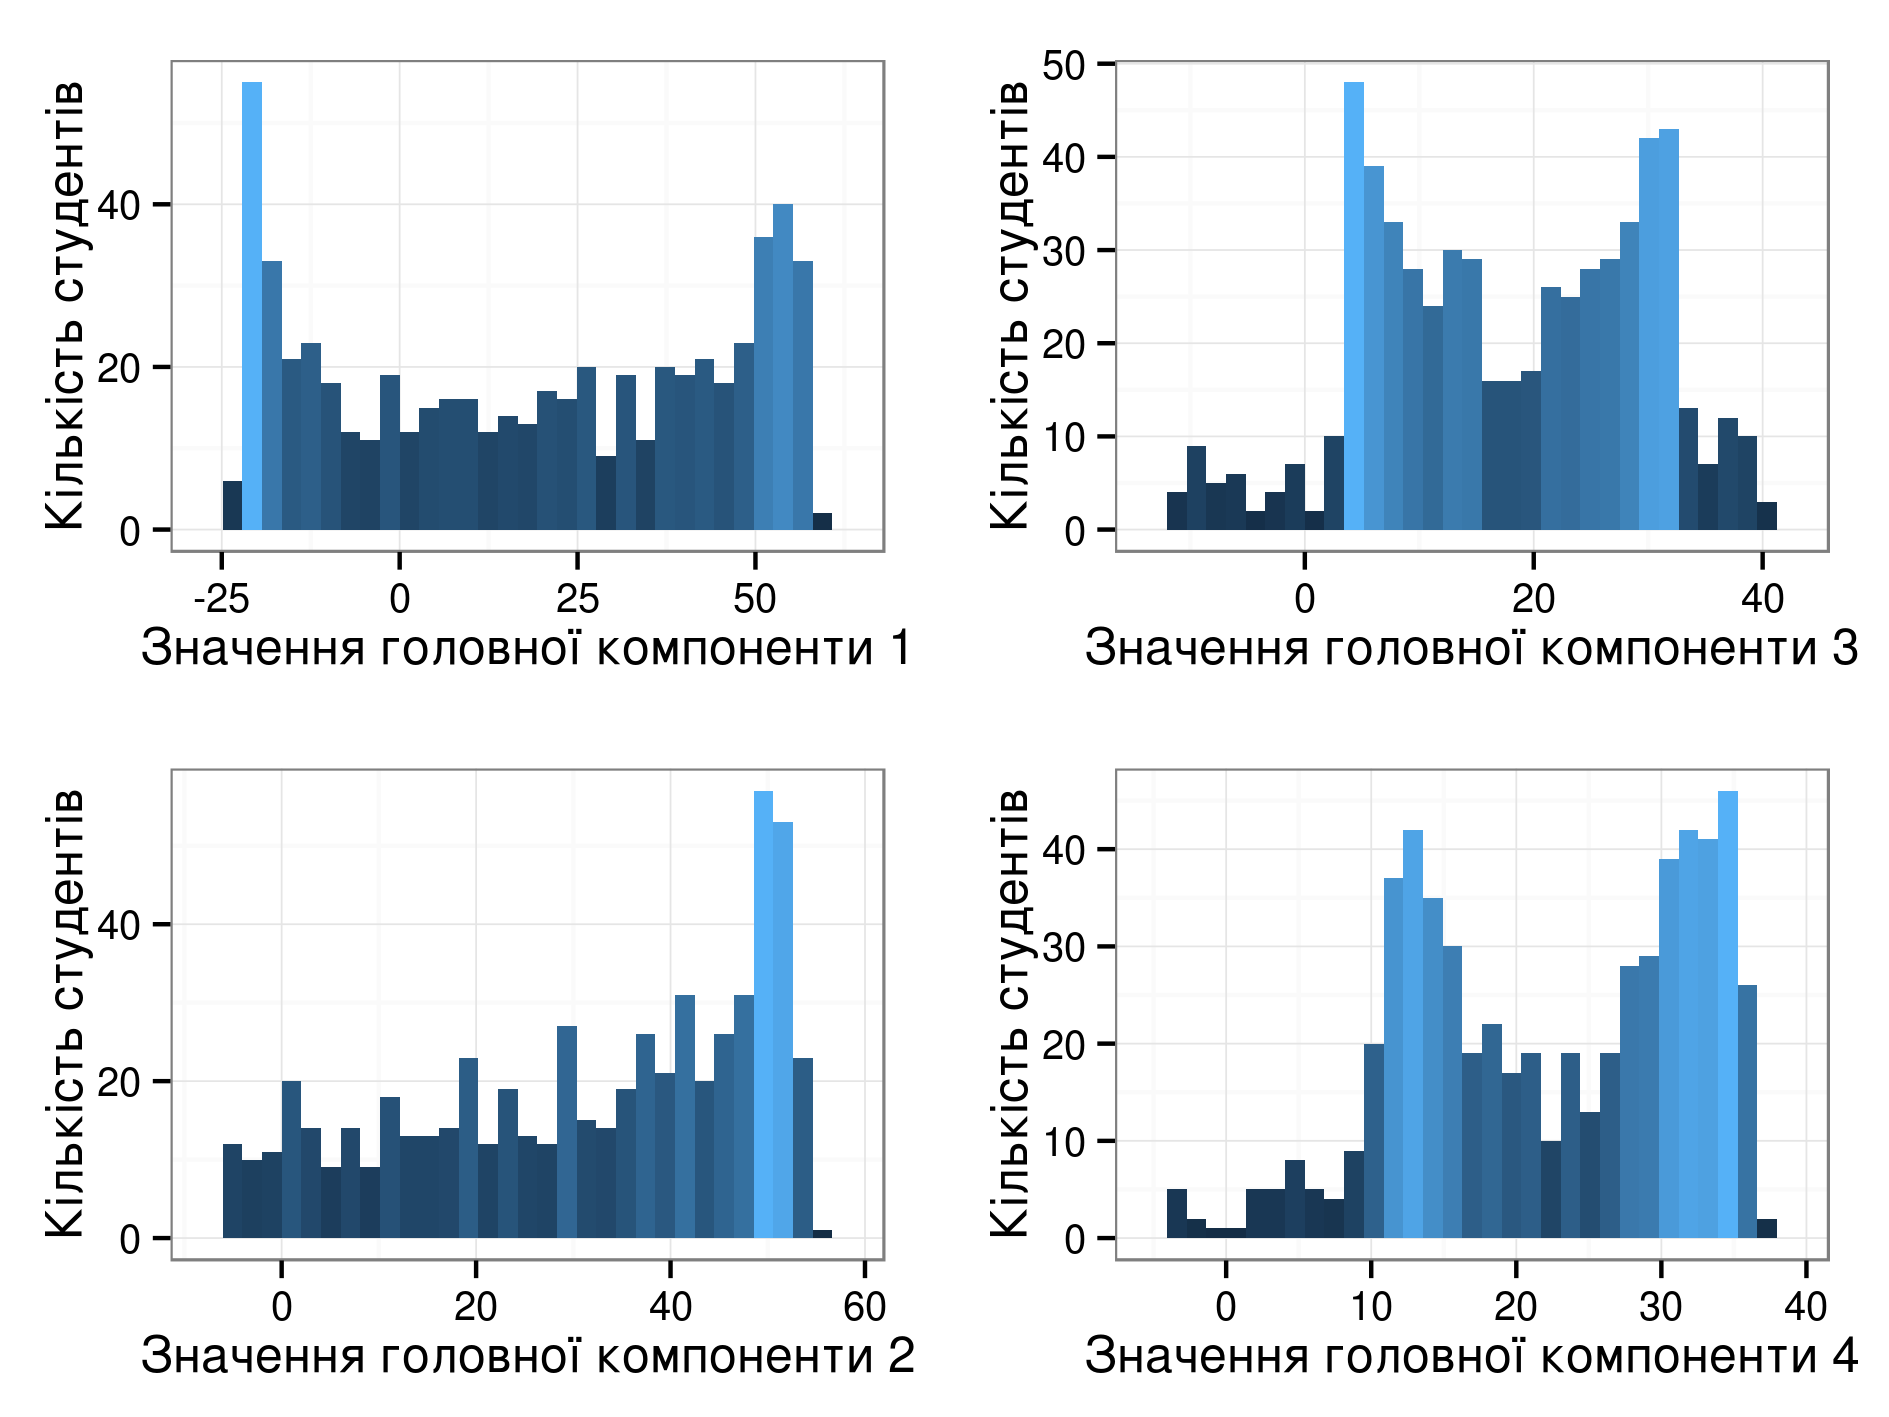 Кількість студентів
40
20
0
-25 0 25 50
Значення головної компоненти 1
Кількість студентів
50
40
30
20
10
0
0 20 40
Значення головної компоненти 3
Кількість студентів
40
20
0
0 20 40 60
Значення головної компоненти 2
Кількість студентів
40
30
20
10
0
0 10 20 30 40
Значення головної компоненти 4